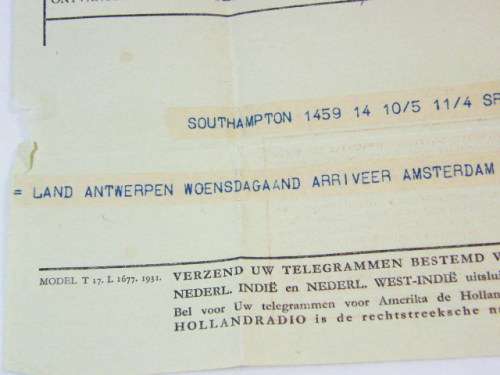 SOUTHAMPTON 1459 14 10/5 11/4
= LAND ANTWERPEN WOENSDAGAAND ARRIVEER AMSTERDAM
MODEL T 17. L 1677. 1931. VERZEND UW TELEGRAMMEN BESTEMD
NEDERL. INDIË en NEDERL. WEST-INDIË
Bel voor Uw telegrammen voor Amerika de
HOLLANDRADIO is de rechtstreeksche